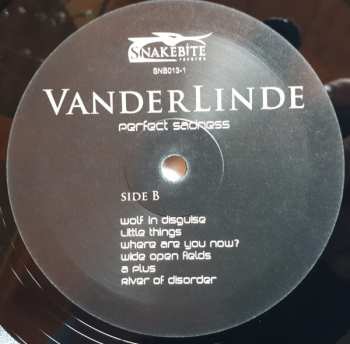 SNAKEBITE
RECORDS
SNB013-1
VANDERLINDE
perfect sadness
SIDE B
wolf in disguise
Little things
where are you now?
wide open fields
a plus
River of disorder